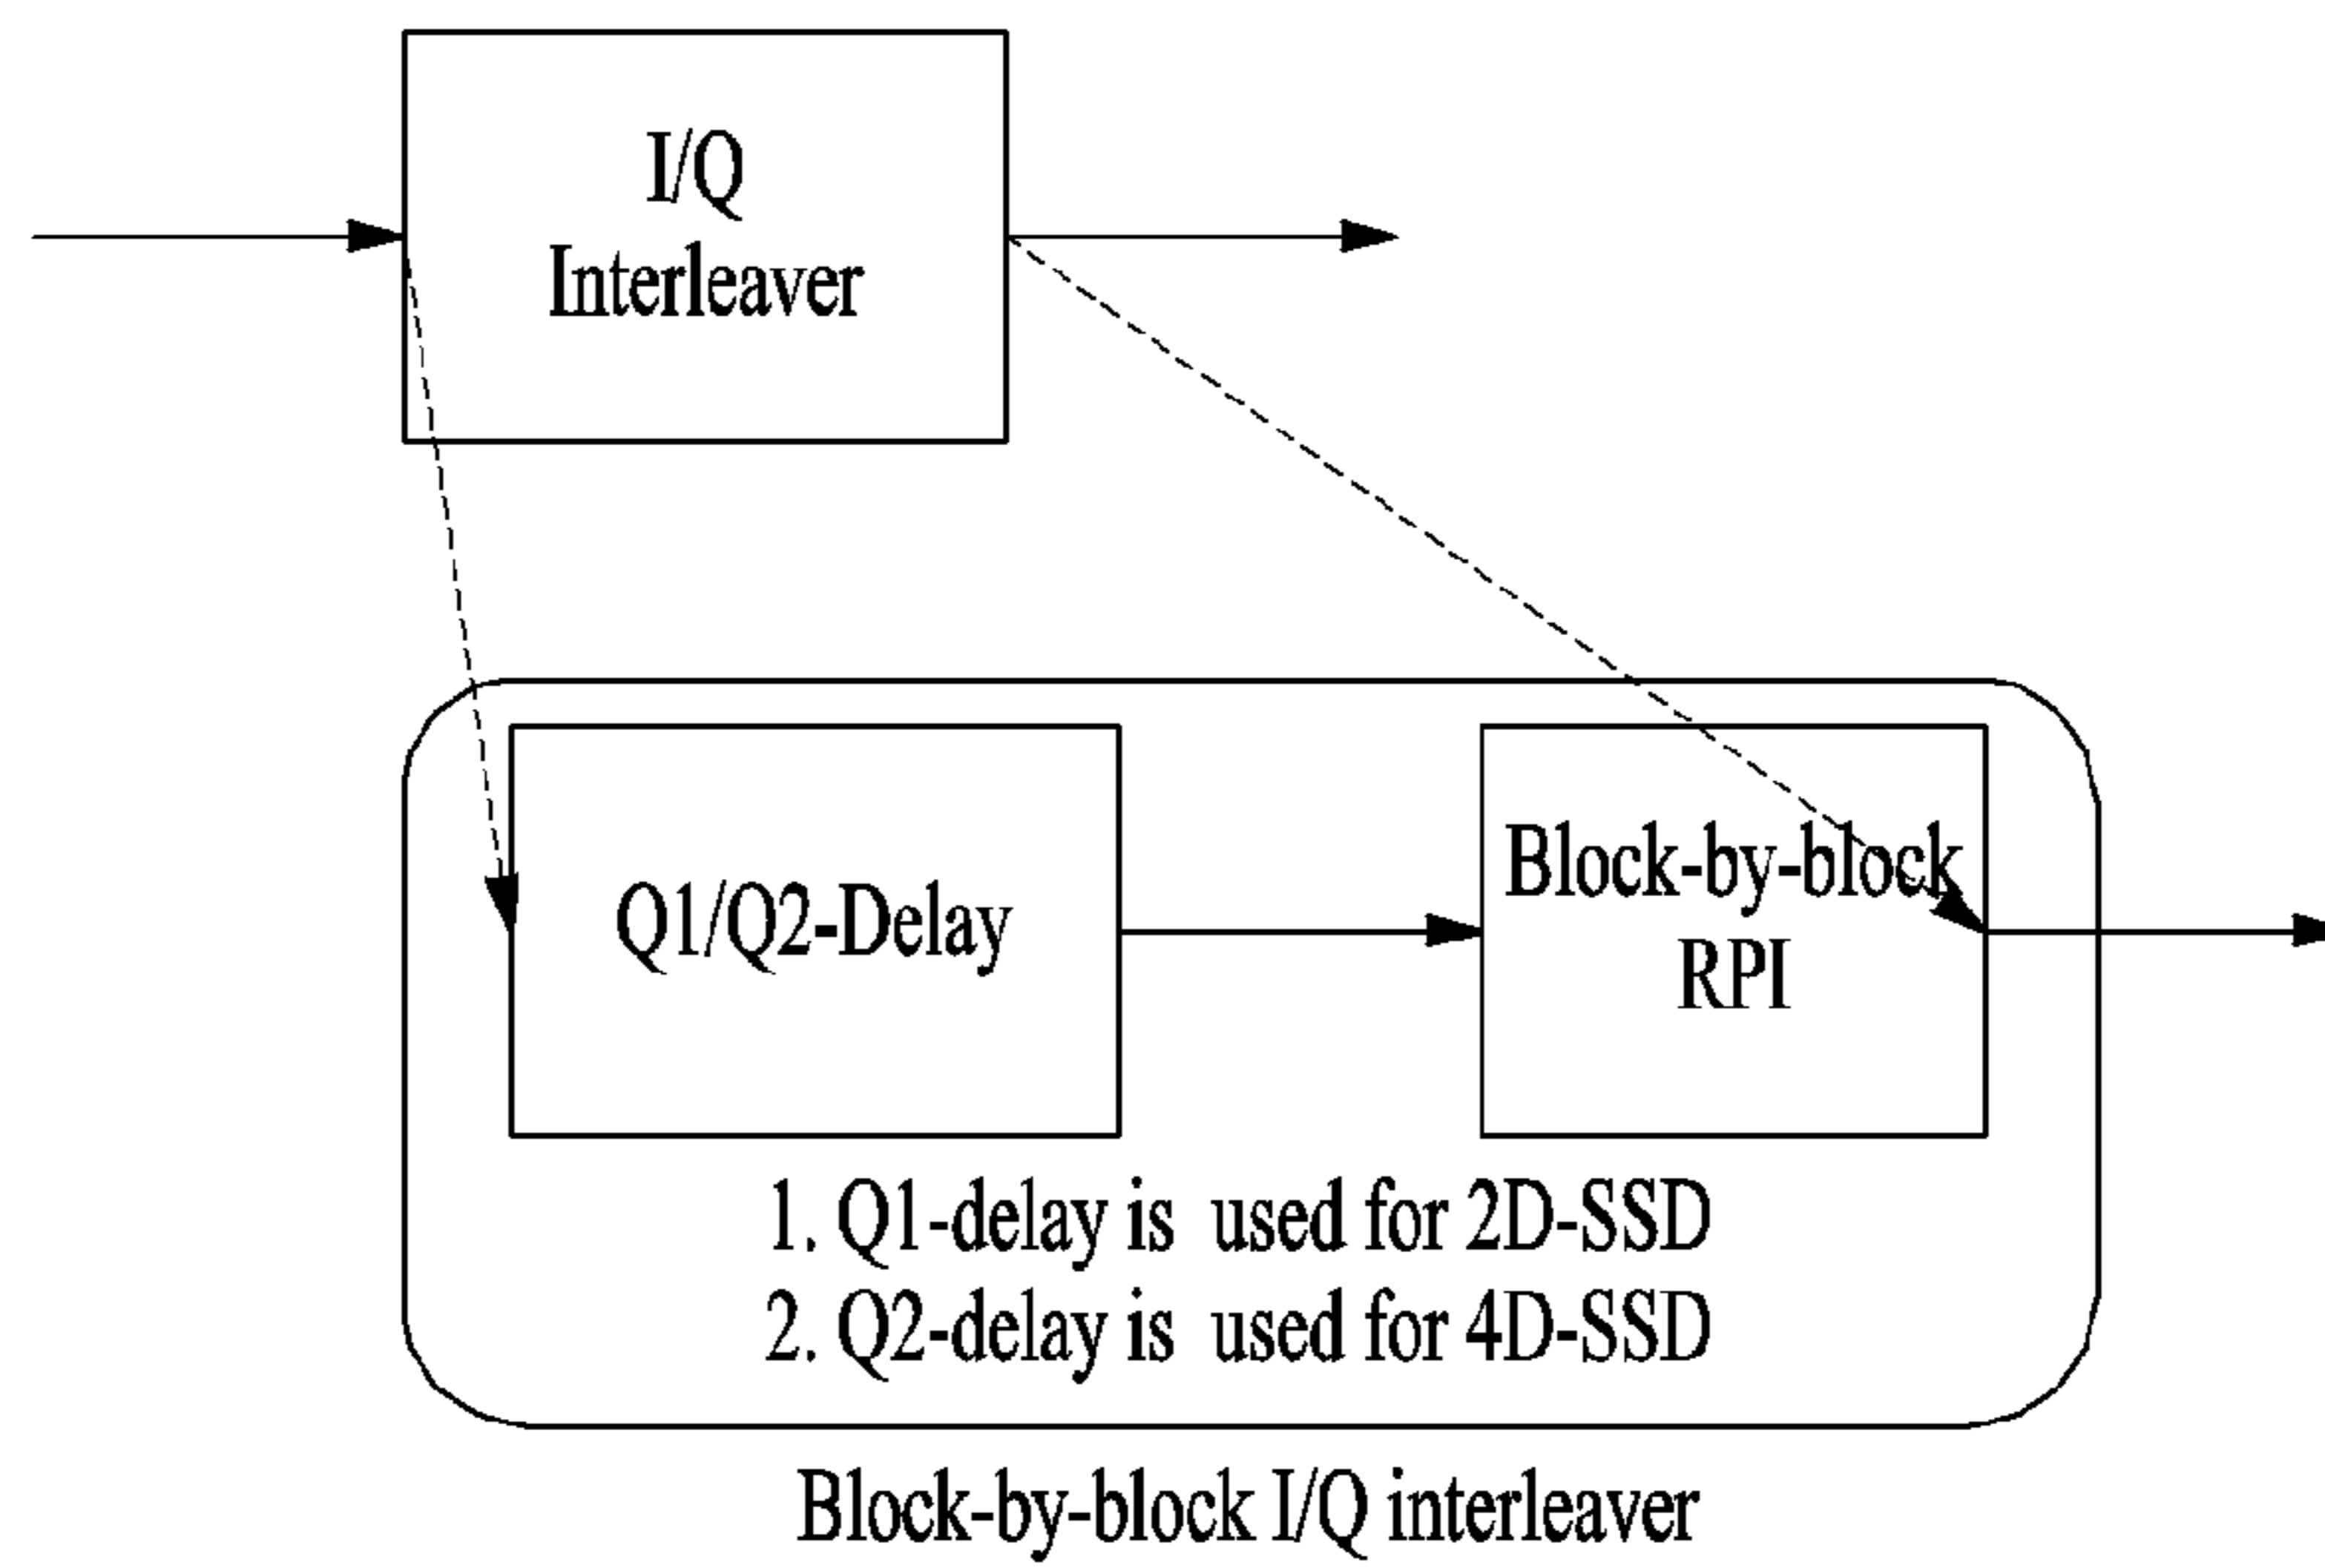 I/Q
Interleaver
Q1/Q2-Delay
Block-by-block
RPI
1. Q1-delay is used for 2D-SSD
2. Q2-delay is used for 4D-SSD
Block-by-block I/Q interleaver